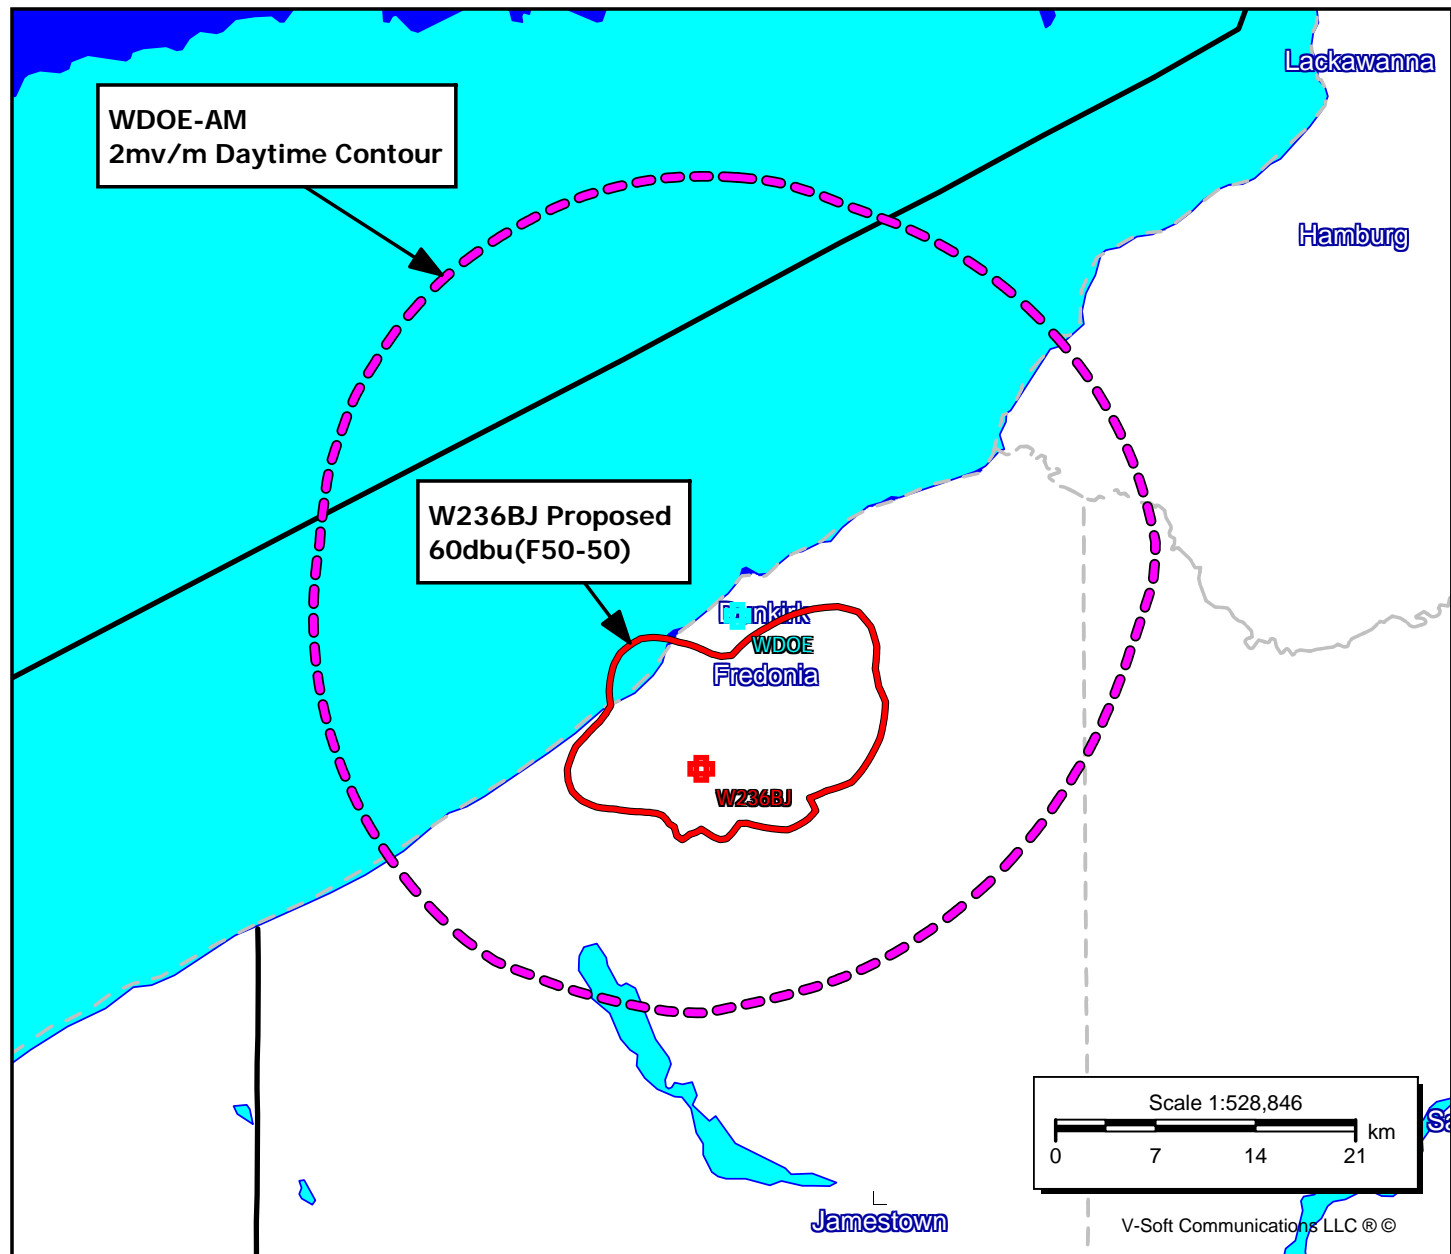 Lackawanna
WDOE-AM
2mv/m Daytime Contour
Hamburg
W236BJ Proposed
60dbu(F50-50)
Dunkirk
WDOE
Fredonia
W236BJ
Scale 1:528,846
km
0 7 14 21
Jamestown
V-Soft Communications LLC ® ©